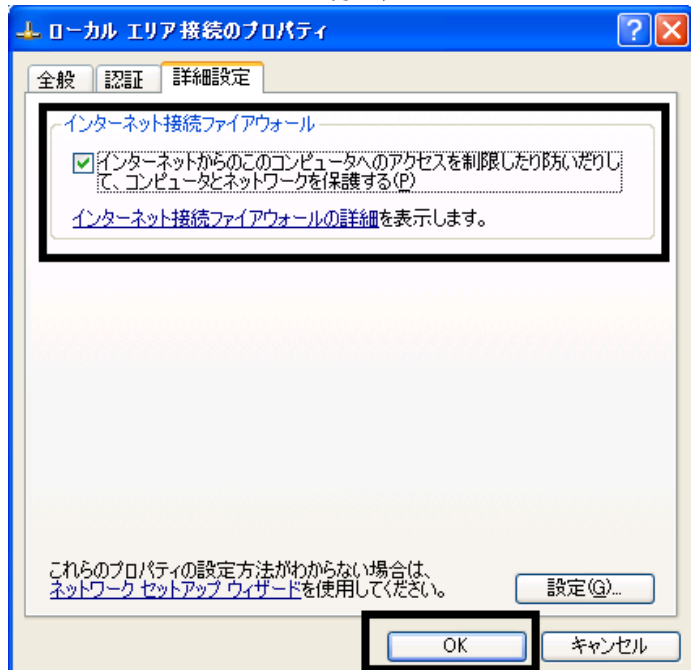 ローカル エリア接続のプロパティ
全般 認証 詳細設定
インターネット接続ファイアウォール
インターネットからのこのコンピュータへのアクセスを制限したり防いだりし
て、コンピュータとネットワークを保護する(P)
インターネット接続ファイアウォールの詳細を表示します。
これらのプロパティの設定方法がわからない場合は、
ネットワーク セットアップ ウィザードを使用してください。
設定(G)...
OK キャンセル